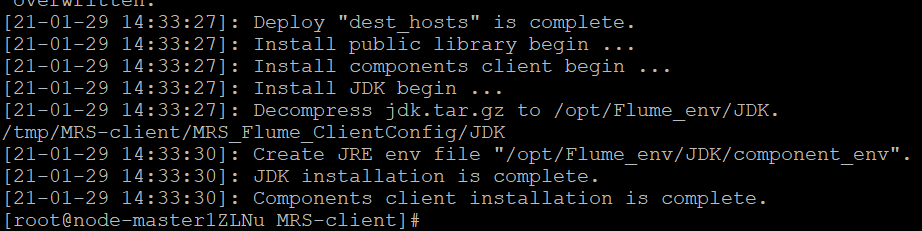 overwritten.
[21-01-29 14:33:27]: Deploy "dest_hosts" is complete.
[21-01-29 14:33:27]: Install public library begin ...
[21-01-29 14:33:27]: Install components client begin ...
[21-01-29 14:33:27]: Install JDK begin ...
[21-01-29 14:33:27]: Decompress jdk.tar.gz to /opt/Flume_env/JDK.
/tmp/MRS-client/MRS_Flume_ClientConfig/JDK
[21-01-29 14:33:30]: Create JRE env file "/opt/Flume_env/JDK/component_env".
[21-01-29 14:33:30]: JDK installation is complete.
[21-01-29 14:33:30]: Components client installation is complete.
[root@node-master1ZLNu MRS-client]#